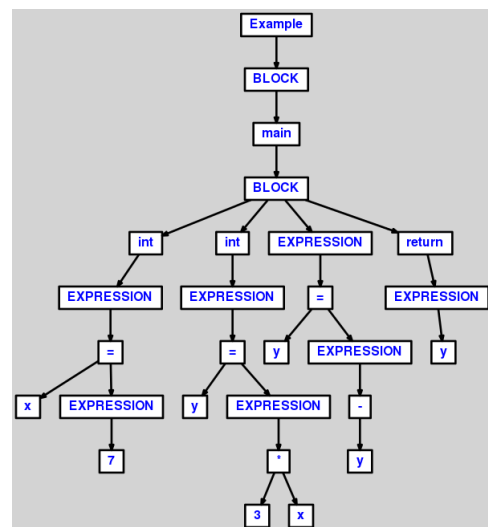 Example
BLOCK
main
BLOCK
int int EXPRESSION return
EXPRESSION EXPRESSION = EXPRESSION
= = y EXPRESSION y
x EXPRESSION y EXPRESSION -
7 * y
3 x